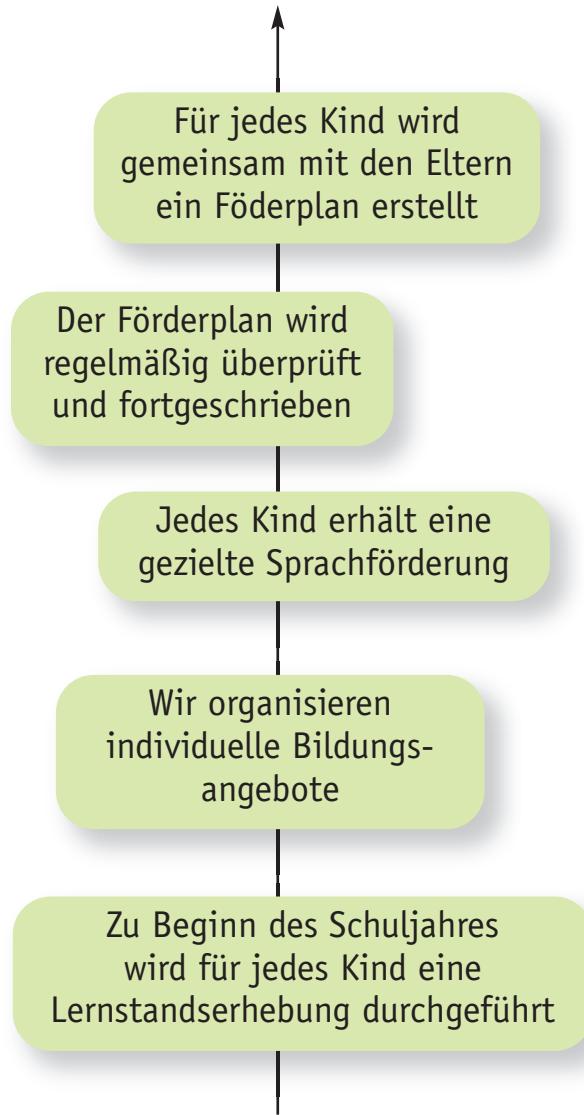 Für jedes Kind wird
gemeinsam mit den Eltern
ein Föderplan erstellt
Der Förderplan wird
regelmäßig überprüft
und fortgeschrieben
Jedes Kind erhält eine
gezielte Sprachförderung
Wir organisieren
individuelle Bildungs-
angebote
Zu Beginn des Schuljahres
wird für jedes Kind eine
Lernstandserhebung durchgeführt